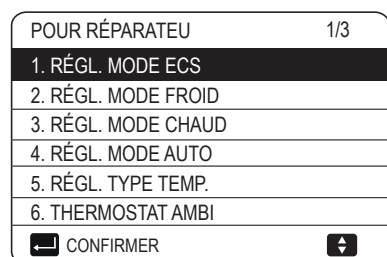 POUR RÉPARATEU 1/3
1. RÉGL. MODE ECS
2. RÉGL. MODE FROID
3. RÉGL. MODE CHAUD
4. RÉGL. MODE AUTO
5. RÉGL. TYPE TEMP.
6. THERMOSTAT AMBI
CONFIRMER